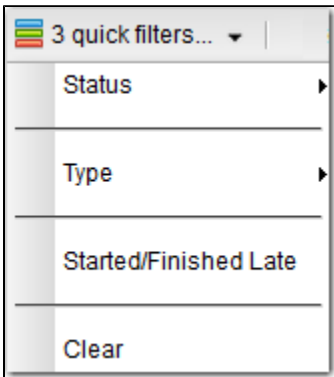 3 quick filters...
Status
Type
Started/Finished Late
Clear